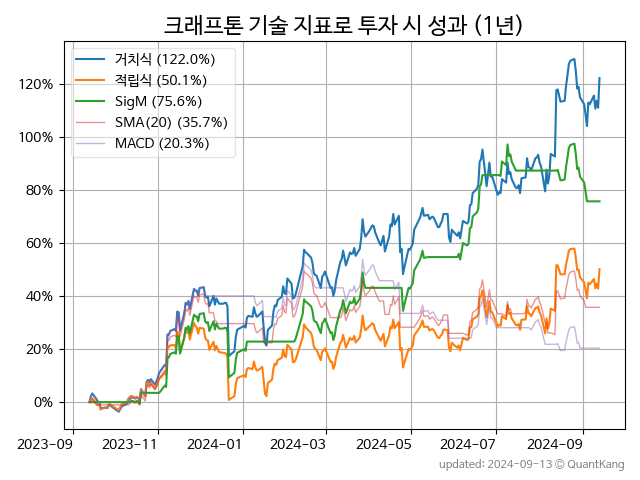 크래프톤 기술 지표로 투자 시 성과 (1년)
거치식 (122.0%)
적립식 (50.1%)
SigM (75.6%)
SMA(20) (35.7%)
MACD (20.3%)
120%
100%
80%
60%
40%
20%
0%
2023-09 2023-11 2024-01 2024-03 2024-05 2024-07 2024-09
updated: 2024-09-13 © QuantKang